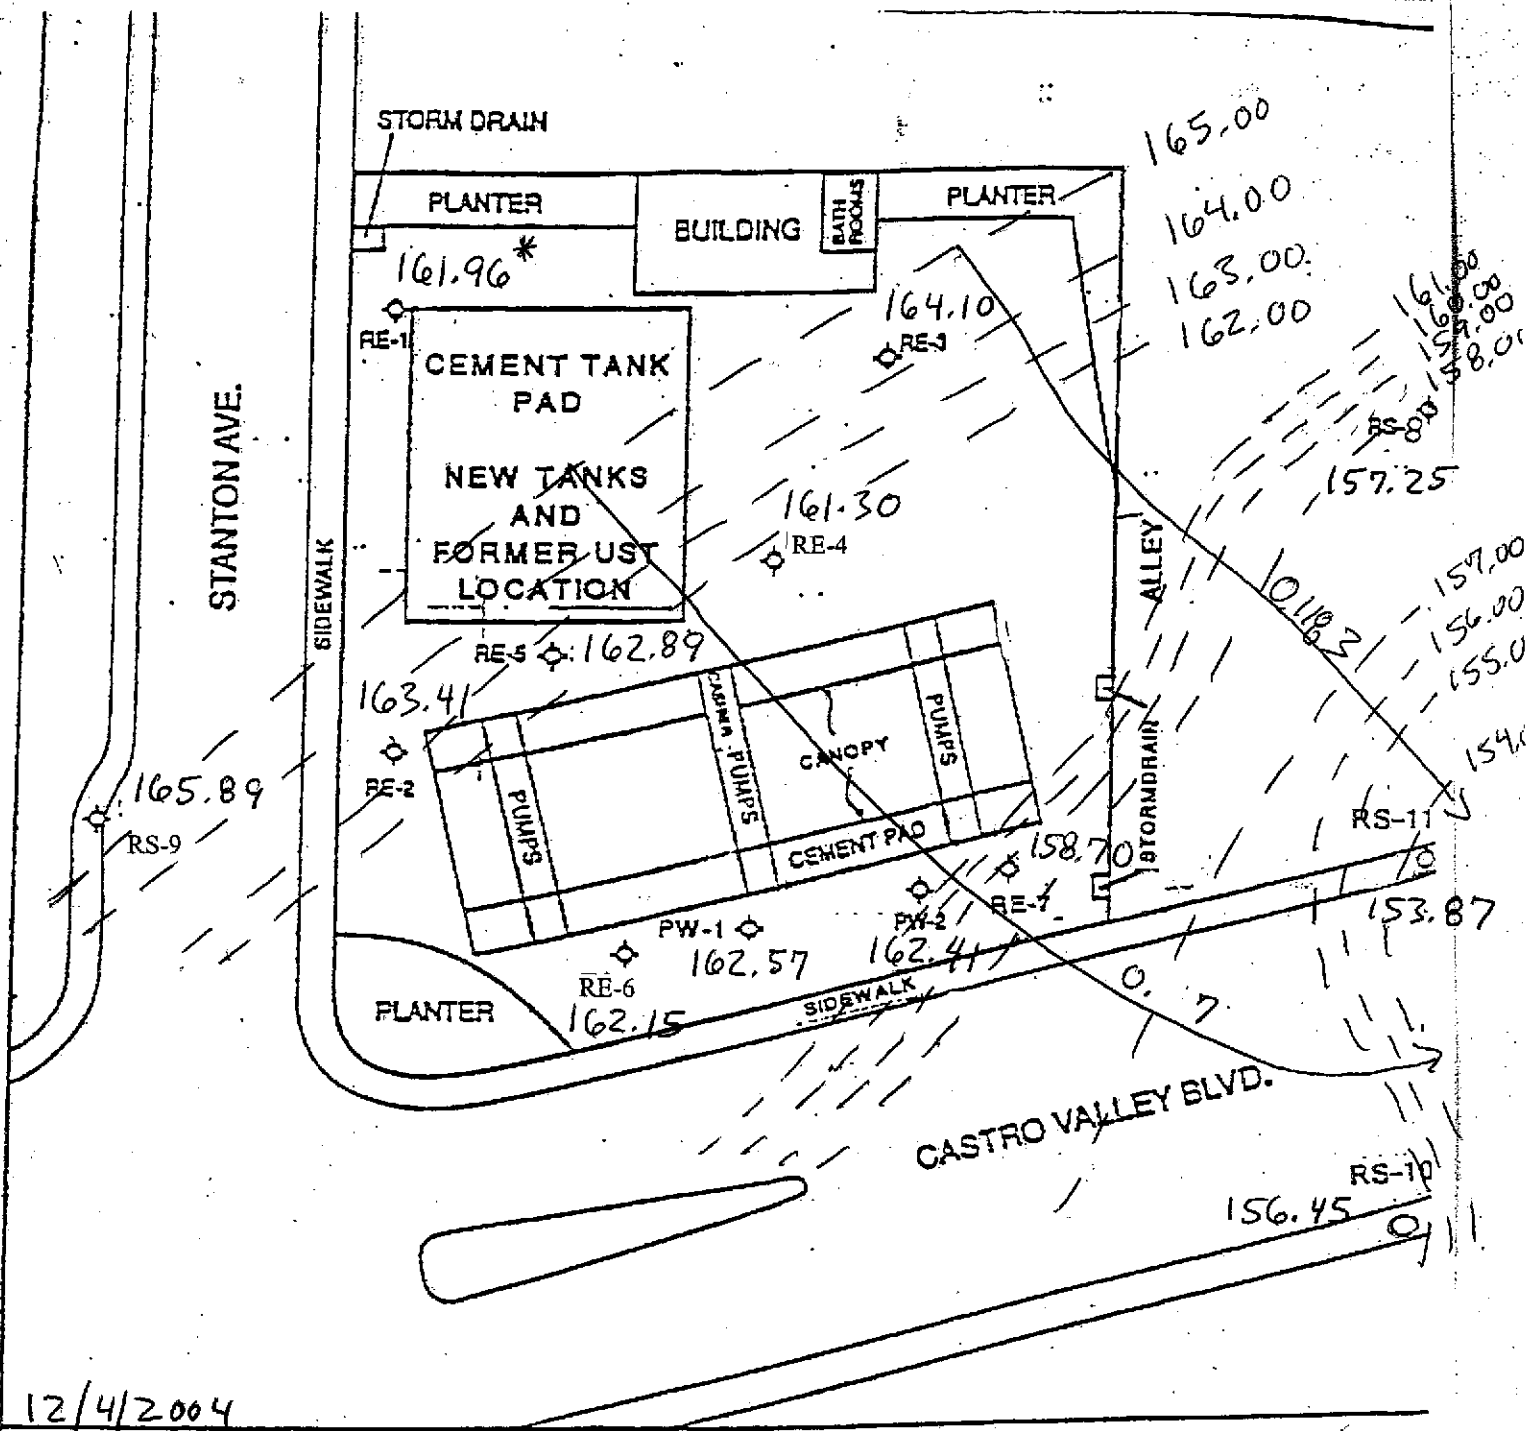 STORM DRAIN
165.00
PLANTER
BUILDING
BATH
ROOMS
PLANTER
164.00
161.96*
163.00
162.00
161.00
160.00
159.00
158.00
RE-1
164.10
RE-3
CEMENT TANK
PAD
NEW TANKS
AND
FORMER UST
LOCATION
STANTON AVE.
SIDEWALK
RS-8
157.25
161.30
RE-4
ALLEY
157.00
156.00
155.0
154.
RE-5
162.89
163.41
RE-2
165.89
RS-9
PUMPS
PUMPS
PUMPS
CANOPY
CEMENT PAD
STORMDRAIN
158.70
RE-7
RS-11
153.87
PW-1
162.57
PW-2
162.41
RE-6
162.15
PLANTER
SIDEWALK
CASTRO VALLEY BLVD.
RS-10
156.45
12/4/2004